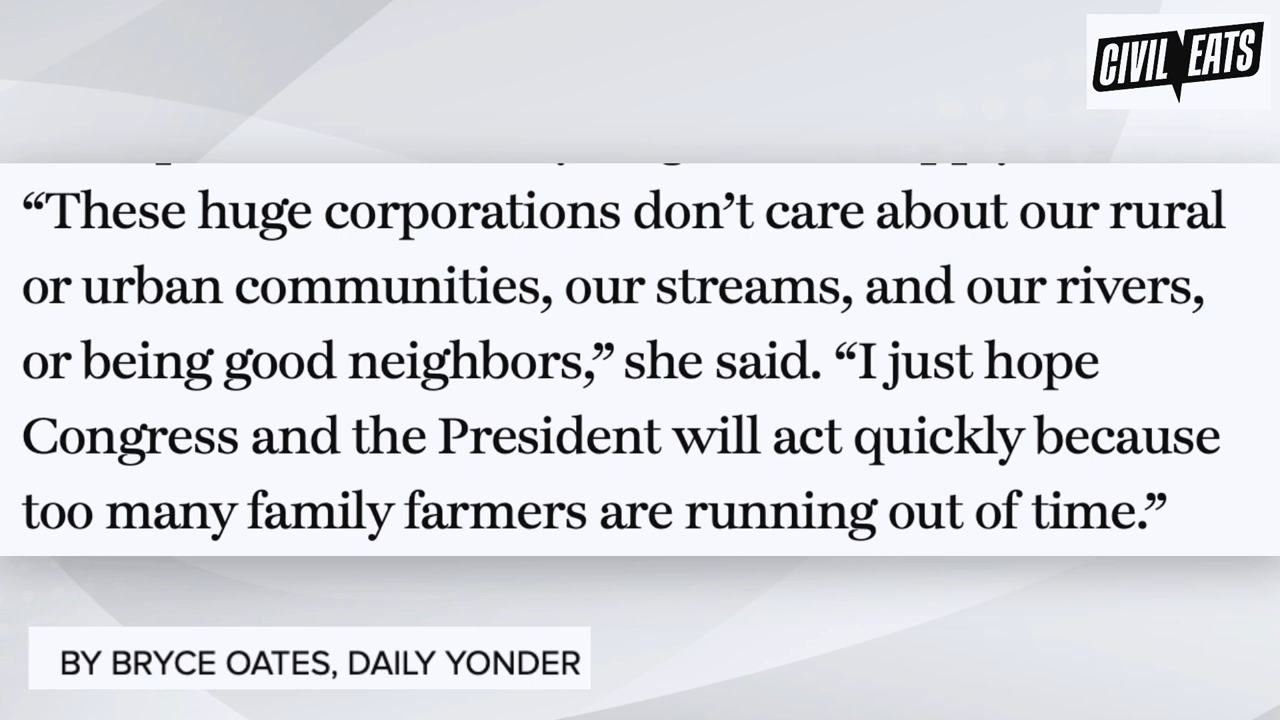 CIVIL EATS
“These huge corporations don’t care about our rural
or urban communities, our streams, and our rivers,
or being good neighbors,” she said. “I just hope
Congress and the President will act quickly because
too many family farmers are running out of time.”
BY BRYCE OATES, DAILY YONDER